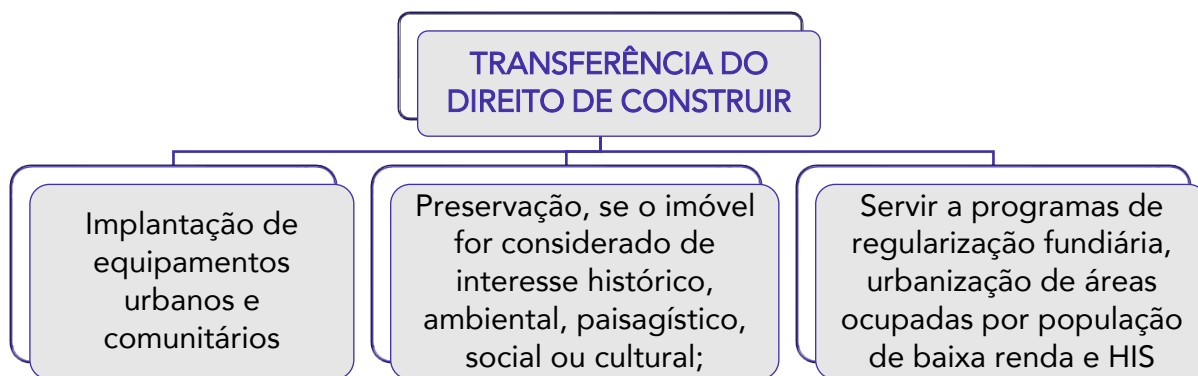 TRANSFERÊNCIA DO
DIREITO DE CONSTRUIR
Implantação de
equipamentos
urbanos e
comunitários
Preservação, se o imóvel
for considerado de
interesse histórico,
ambiental, paisagístico,
social ou cultural;
Servir a programas de
regularização fundiária,
urbanização de áreas
ocupadas por população
de baixa renda e HIS